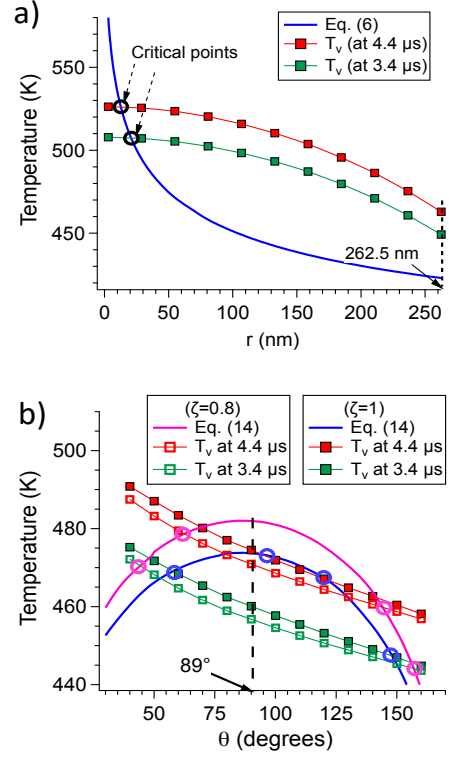 a)
Eq. (6)
Tv (at 4.4 μs)
Tv (at 3.4 μs)
Critical points
262.5 nm
Temperature (K)
550
500
450
0 50 100 150 200 250
r (nm)
b)
(ζ=0.8)
Eq. (14)
Tv at 4.4 μs
Tv at 3.4 μs
(ζ=1)
Eq. (14)
Tv at 4.4 μs
Tv at 3.4 μs
Temperature (K)
500
480
460
440
89°
50 75 100 125 150
θ (degrees)